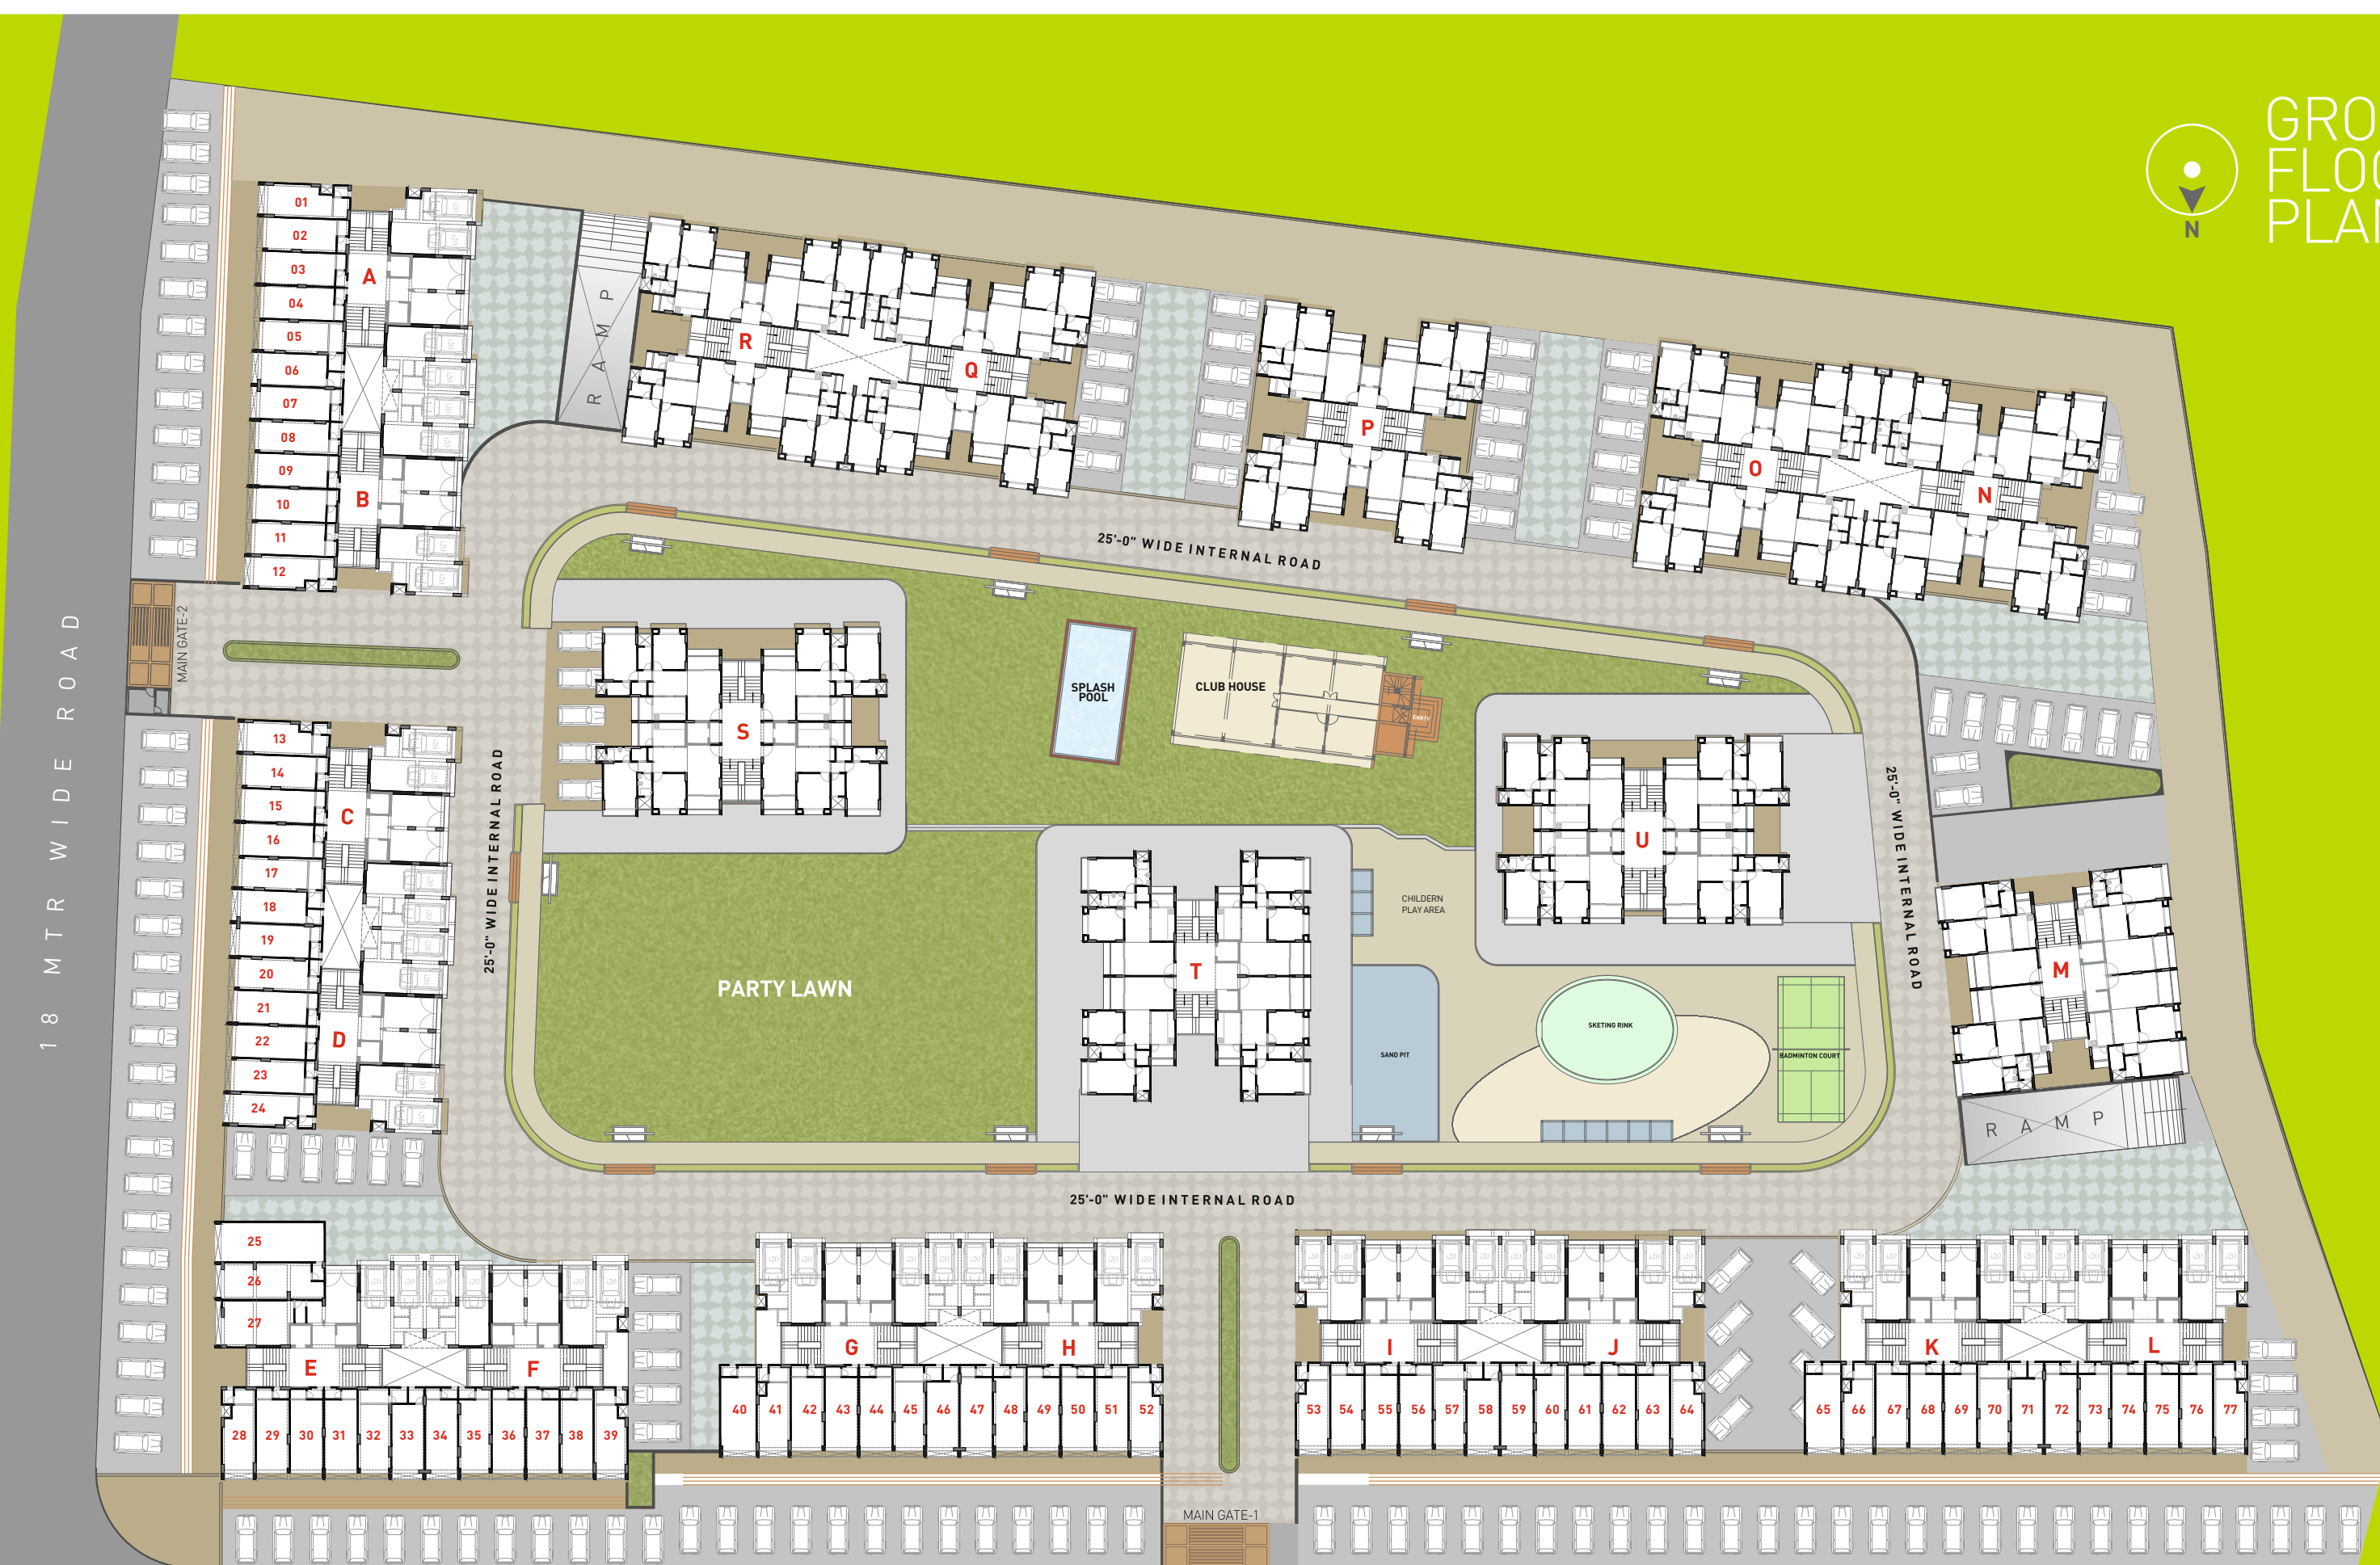 GRO
FLOO
PLAN
N
01
02
03
04
05
06
07
08
09
10
11
12
A
B
RAMP
R
Q
P
O
N
25'-0" WIDE INTERNAL ROAD
MAIN GATE-2
18 MTR WIDE ROAD
S
SPLASH
POOL
CLUB HOUSE
ENRTY
13
14
15
16
17
18
19
20
21
22
23
24
C
D
25'-0" WIDE INTERNAL ROAD
PARTY LAWN
T
CHILDERN
PLAY AREA
U
25'-0" WIDE INTERNAL ROAD
M
SAND PIT
SKETING RINK
BADMINTON COURT
RAMP
25'-0" WIDE INTERNAL ROAD
25
26
27
E
F
G
H
I
J
K
L
28 29 30 31 32 33 34 35 36 37 38 39
40 41 42 43 44 45 46 47 48 49 50 51 52
53 54 55 56 57 58 59 60 61 62 63 64
65 66 67 68 69 70 71 72 73 74 75 76 77
MAIN GATE-1